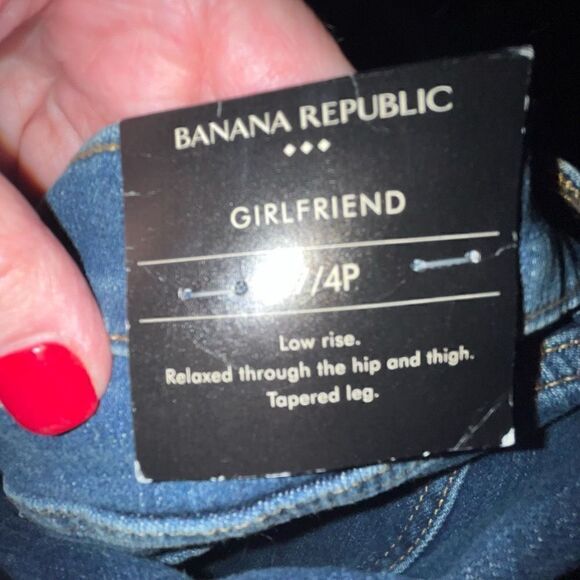 BANANA REPUBLIC
GIRLFRIEND
/4P
Low rise.
Relaxed through the hip and thigh.
Tapered leg.